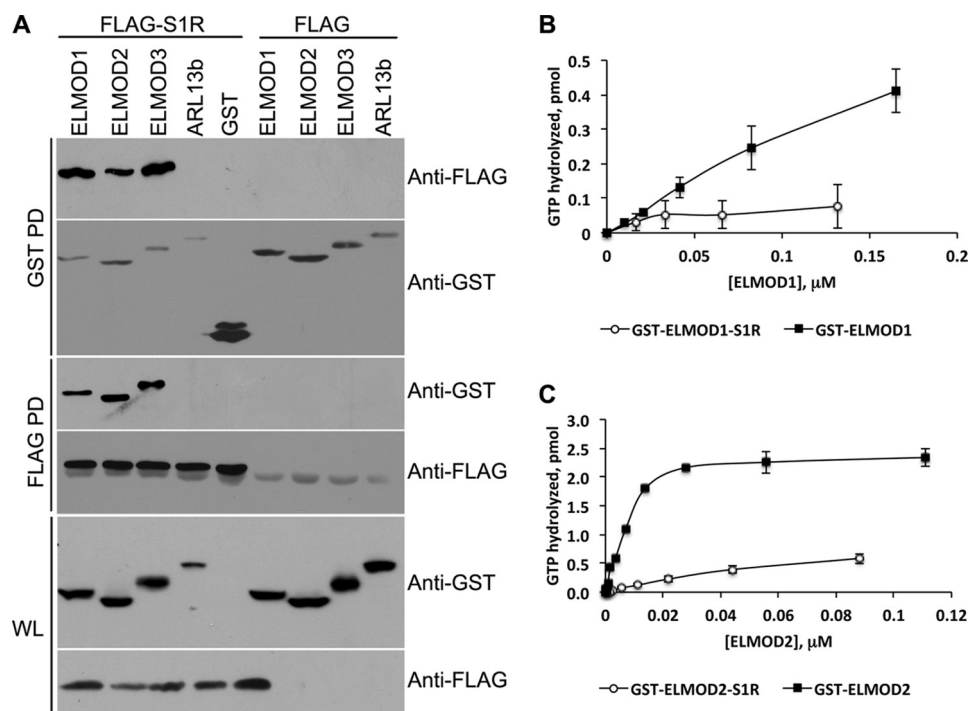 A
FLAG-S1R
FLAG
ELMOD1
ELMOD2
ELMOD3
ARL13b
GST
ELMOD1
ELMOD2
ELMOD3
ARL13b
GST PD
Anti-FLAG
Anti-GST
FLAG PD
Anti-GST
Anti-FLAG
WL
Anti-GST
Anti-FLAG
B
GTP hydrolyzed, pmol
0.5
0.4
0.3
0.2
0.1
0
0
0.05
0.1
0.15
0.2
[ELMOD1], μM
GST-ELMOD1-S1R
GST-ELMOD1
C
GTP hydrolyzed, pmol
3.0
2.5
2.0
1.5
1.0
0.5
0.0
0
0.02
0.04
0.06
0.08
0.1
0.12
[ELMOD2], μM
GST-ELMOD2-S1R
GST-ELMOD2